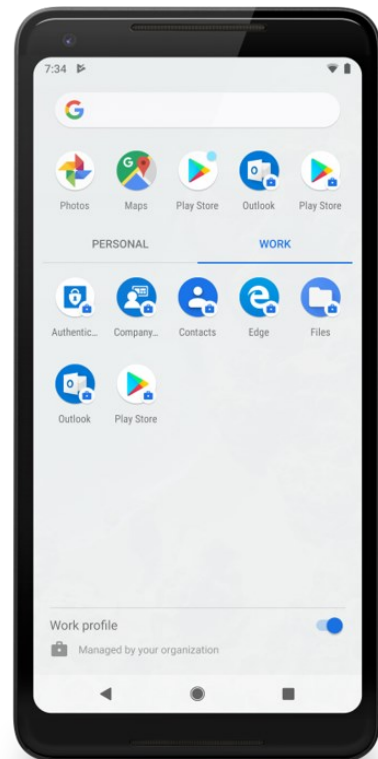 7:34
G
Photos Maps Play Store Outlook Play Store
PERSONAL WORK
Authentic... Company... Contacts Edge Files
Outlook Play Store
Work profile
Managed by your organization